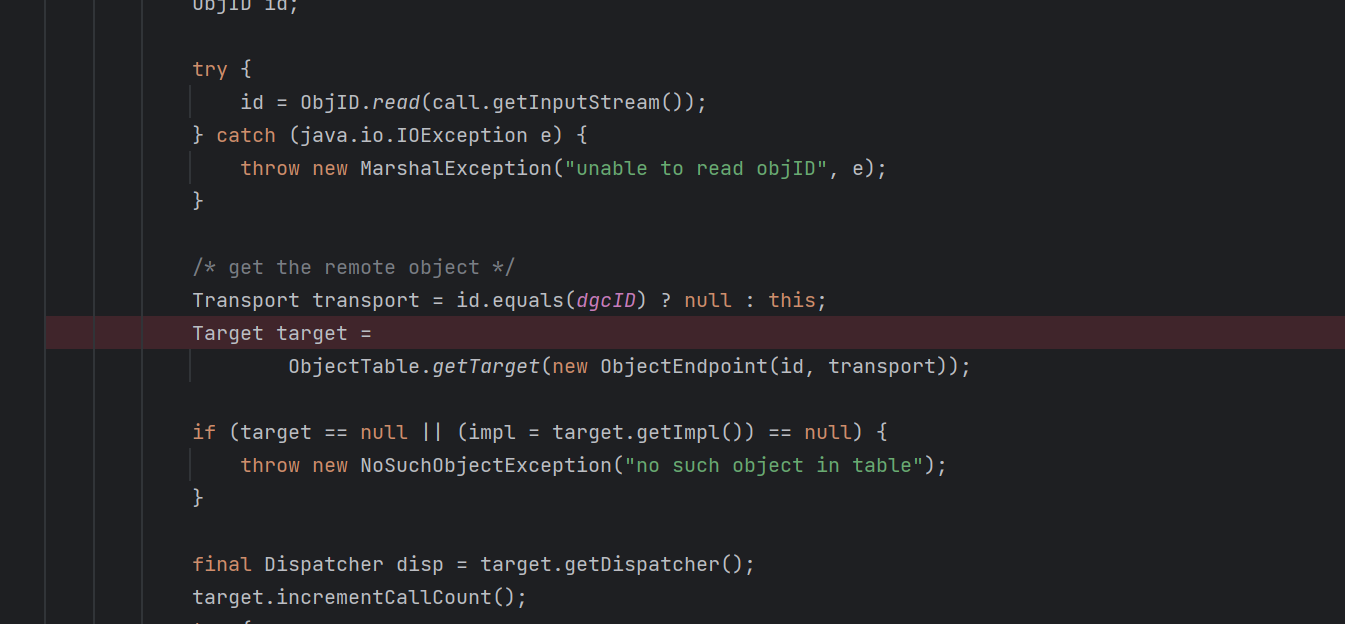 ObjID id;
try {
id = ObjID.read(call.getInputStream());
} catch (java.io.IOException e) {
throw new MarshalException("unable to read objID", e);
}
/* get the remote object */
Transport transport = id.equals(dgcID) ? null : this;
Target target =
ObjectTable.getTarget(new ObjectEndpoint(id, transport));
if (target == null || (impl = target.getImpl()) == null) {
throw new NoSuchObjectException("no such object in table");
}
final Dispatcher disp = target.getDispatcher();
target.incrementCallCount();